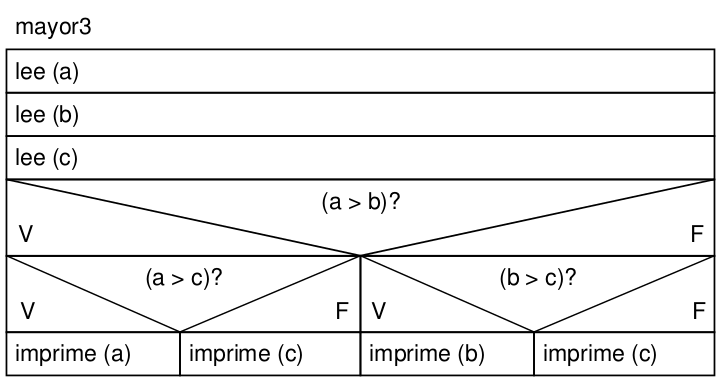 mayor3
lee (a)
lee (b)
lee (c)
(a > b)?
V F
(a > c)? (b > c)?
V F V F
imprime (a) imprime (c) imprime (b) imprime (c)